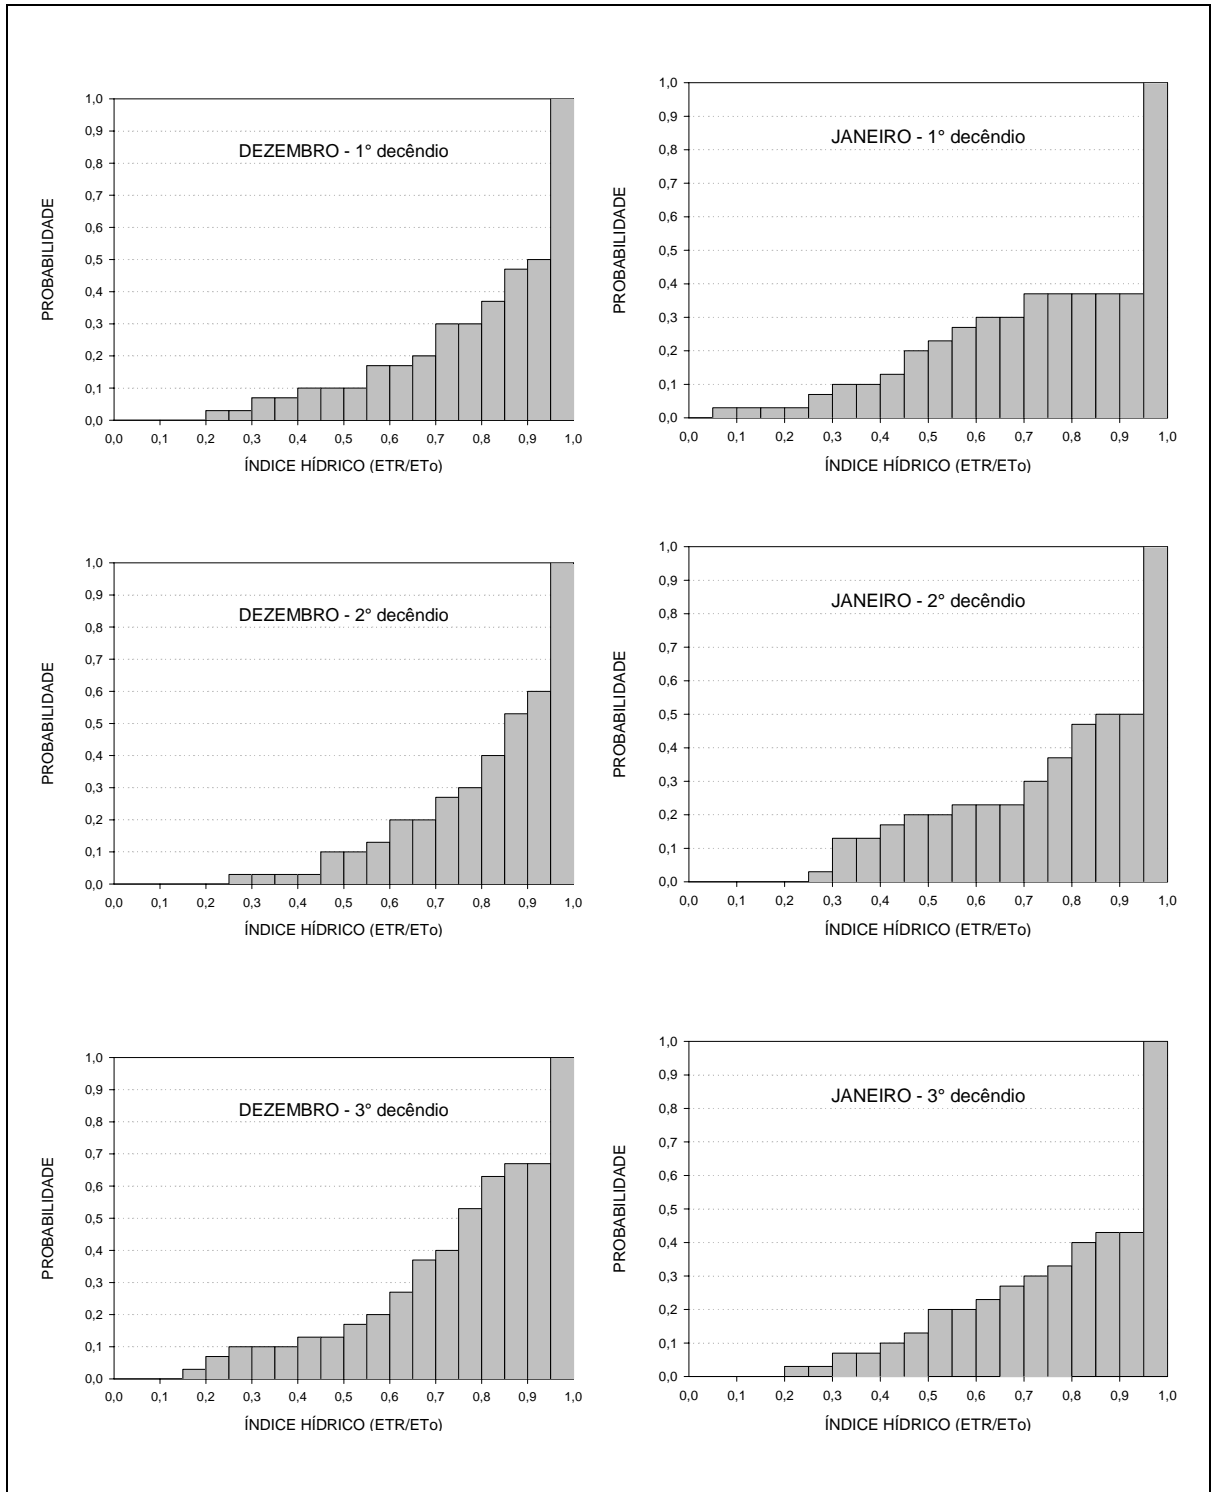 DEZEMBRO - 1° decêndio
PROBABILIDADE
1,0
0,9
0,8
0,7
0,6
0,5
0,4
0,3
0,2
0,1
0,0
0,0 0,1 0,2 0,3 0,4 0,5 0,6 0,7 0,8 0,9 1,0
ÍNDICE HÍDRICO (ETR/ETo)
JANEIRO - 1° decêndio
PROBABILIDADE
1,0
0,9
0,8
0,7
0,6
0,5
0,4
0,3
0,2
0,1
0,0
0,0 0,1 0,2 0,3 0,4 0,5 0,6 0,7 0,8 0,9 1,0
ÍNDICE HÍDRICO (ETR/ETo)
DEZEMBRO - 2° decêndio
PROBABILIDADE
1,0
0,9
0,8
0,7
0,6
0,5
0,4
0,3
0,2
0,1
0,0
0,0 0,1 0,2 0,3 0,4 0,5 0,6 0,7 0,8 0,9 1,0
ÍNDICE HÍDRICO (ETR/ETo)
JANEIRO - 2° decêndio
PROBABILIDADE
1,0
0,9
0,8
0,7
0,6
0,5
0,4
0,3
0,2
0,1
0,0
0,0 0,1 0,2 0,3 0,4 0,5 0,6 0,7 0,8 0,9 1,0
ÍNDICE HÍDRICO (ETR/ETo)
DEZEMBRO - 3° decêndio
PROBABILIDADE
1,0
0,9
0,8
0,7
0,6
0,5
0,4
0,3
0,2
0,1
0,0
0,0 0,1 0,2 0,3 0,4 0,5 0,6 0,7 0,8 0,9 1,0
ÍNDICE HÍDRICO (ETR/ETo)
JANEIRO - 3° decêndio
PROBABILIDADE
1,0
0,9
0,8
0,7
0,6
0,5
0,4
0,3
0,2
0,1
0,0
0,0 0,1 0,2 0,3 0,4 0,5 0,6 0,7 0,8 0,9 1,0
ÍNDICE HÍDRICO (ETR/ETo)